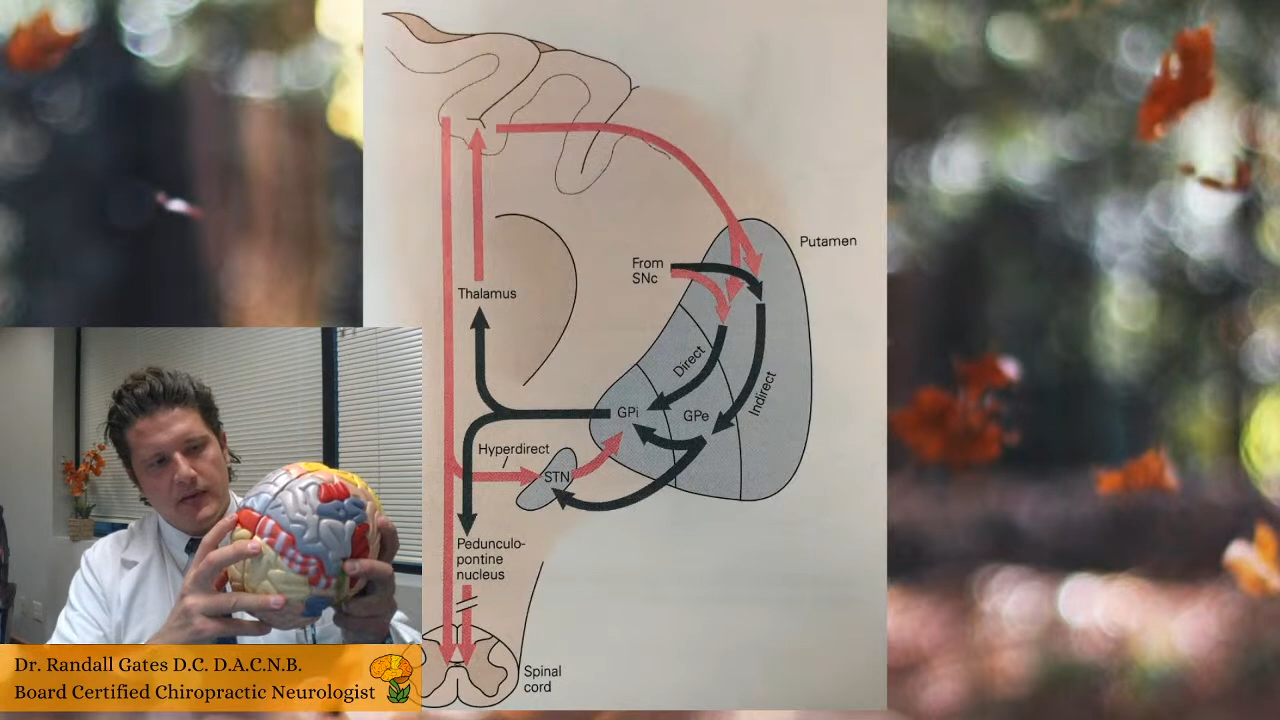 Putamen
From
SNc
Thalamus
Direct
Indirect
GPi
GPe
Hyperdirect
STN
Pedunculo-
pontine
nucleus
Spinal
cord
Dr. Randall Gates D.C. D.A.C.N.B.
Board Certified Chiropractic Neurologist